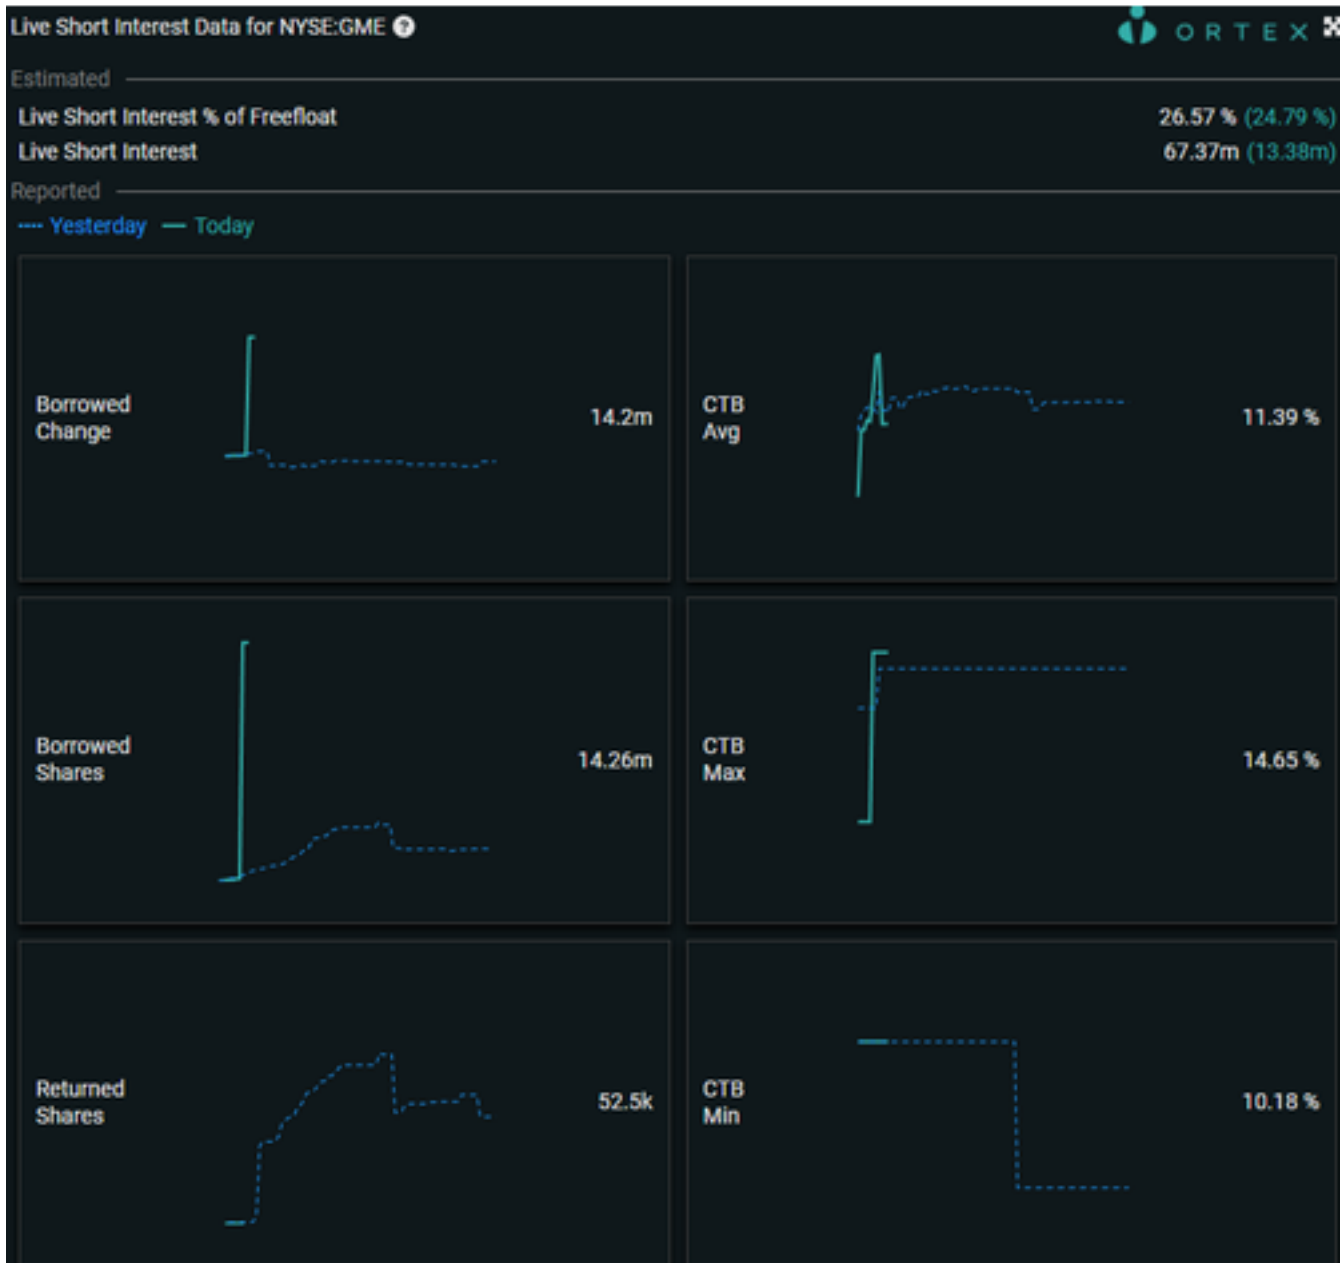 Live Short Interest Data for NYSE:GME ?
ORTEX
Estimated
Live Short Interest % of Freefloat 26.57 % (24.79 %)
Live Short Interest 67.37m (13.38m)
Reported
Yesterday Today
Borrowed
Change
14.2m
CTB
Avg
11.39 %
Borrowed
Shares
14.26m
CTB
Max
14.65 %
Returned
Shares
52.5k
CTB
Min
10.18 %